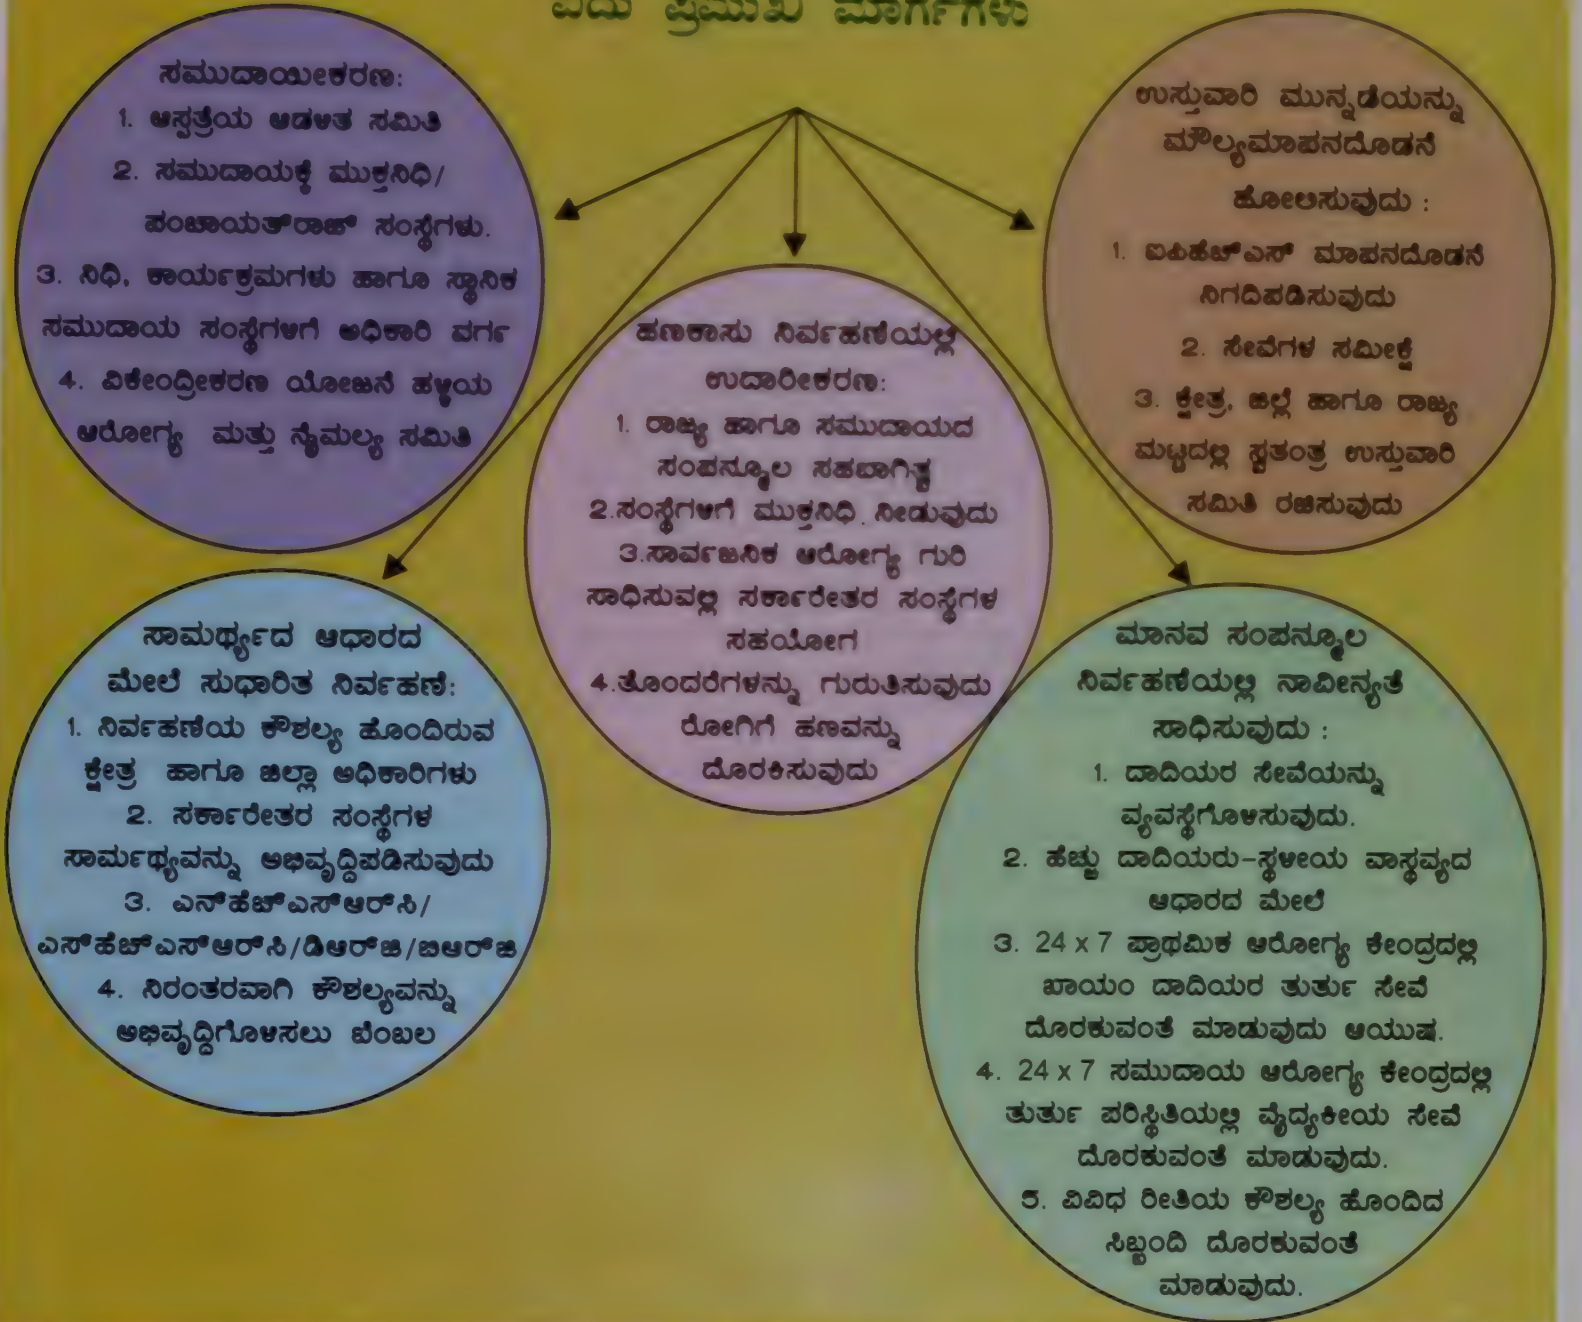 ಐದು ಪ್ರಮುಖ ಮಾರ್ಗಗಳು
ಸಮುದಾಯೀಕರಣ:
1. ಆಸ್ಪತ್ರೆಯ ಆಡಳಿತ ಸಮಿತಿ
2. ಸಮುದಾಯಕ್ಕೆ ಮುಕ್ತನಿಧಿ/
ಪಂಚಾಯತ್‌ರಾಜ್ ಸಂಸ್ಥೆಗಳು.
3. ನಿಧಿ, ಕಾರ್ಯಕ್ರಮಗಳು ಹಾಗೂ ಸ್ಥಾನಿಕ
ಸಮುದಾಯ ಸಂಸ್ಥೆಗಳಿಗೆ ಅಧಿಕಾರಿ ವರ್ಗ
4. ವಿಕೇಂದ್ರೀಕರಣ ಯೋಜನೆ ಹಳ್ಳಿಯ
ಆರೋಗ್ಯ ಮತ್ತು ನೈಮಲ್ಯ ಸಮಿತಿ
ಹಣಕಾಸು ನಿರ್ವಹಣೆಯಲ್ಲಿ
ಉದಾರೀಕರಣ:
1. ರಾಜ್ಯ ಹಾಗೂ ಸಮುದಾಯದ
ಸಂಪನ್ಮೂಲ ಸಹಭಾಗಿತ್ವ
2.ಸಂಸ್ಥೆಗಳಿಗೆ ಮುಕ್ತನಿಧಿ ನೀಡುವುದು
3.ಸಾರ್ವಜನಿಕ ಆರೋಗ್ಯ ಗುರಿ
ಸಾಧಿಸುವಲ್ಲಿ ಸರ್ಕಾರೇತರ ಸಂಸ್ಥೆಗಳ
ಸಹಯೋಗ
4.ತೊಂದರೆಗಳನ್ನು ಗುರುತಿಸುವುದು
ರೋಗಿಗೆ ಹಣವನ್ನು
ದೊರಕಿಸುವುದು
ಉಸ್ತುವಾರಿ ಮುನ್ನಡೆಯನ್ನು
ಮೌಲ್ಯಮಾಪನದೊಡನೆ
ಹೋಲಿಸುವುದು :
1. ಐಪಿಹೆಚ್‌ಎಸ್ ಮಾಪನದೊಡನೆ
ನಿಗದಿಪಡಿಸುವುದು
2. ಸೇವೆಗಳ ಸಮೀಕ್ಷೆ
3. ಕ್ಷೇತ್ರ, ಜಿಲ್ಲೆ ಹಾಗೂ ರಾಜ್ಯ
ಮಟ್ಟದಲ್ಲಿ ಸ್ವತಂತ್ರ ಉಸ್ತುವಾರಿ
ಸಮಿತಿ ರಚಿಸುವುದು
ಸಾಮರ್ಥ್ಯದ ಆಧಾರದ
ಮೇಲೆ ಸುಧಾರಿತ ನಿರ್ವಹಣೆ:
1. ನಿರ್ವಹಣೆಯ ಕೌಶಲ್ಯ ಹೊಂದಿರುವ
ಕ್ಷೇತ್ರ ಹಾಗೂ ಜಿಲ್ಲಾ ಅಧಿಕಾರಿಗಳು
2. ಸರ್ಕಾರೇತರ ಸಂಸ್ಥೆಗಳ
ಸಾರ್ಮಥ್ಯವನ್ನು ಅಭಿವೃದ್ಧಿಪಡಿಸುವುದು
3. ಎನ್‌ಹೆಚ್‌ಎಸ್‌ಆರ್‌ಸಿ/
ಎಸ್‌ಹೆಚ್‌ಎಸ್‌ಆರ್‌ಸಿ/ಡಿಆರ್‌ಜಿ/ಬಿಆರ್‌ಜಿ
4. ನಿರಂತರವಾಗಿ ಕೌಶಲ್ಯವನ್ನು
ಅಭಿವೃದ್ಧಿಗೊಳಿಸಲು ಬೆಂಬಲ
ಮಾನವ ಸಂಪನ್ಮೂಲ
ನಿರ್ವಹಣೆಯಲ್ಲಿ ನಾವೀನ್ಯತೆ
ಸಾಧಿಸುವುದು :
1. ದಾದಿಯರ ಸೇವೆಯನ್ನು
ವ್ಯವಸ್ಥೆಗೊಳಿಸುವುದು.
2. ಹೆಚ್ಚು ದಾದಿಯರು-ಸ್ಥಳೀಯ ವಾಸ್ಥವ್ಯದ
ಆಧಾರದ ಮೇಲೆ
3. 24 x 7 ಪ್ರಾಥಮಿಕ ಆರೋಗ್ಯ ಕೇಂದ್ರದಲ್ಲಿ
ಖಾಯಂ ದಾದಿಯರ ತುರ್ತು ಸೇವೆ
ದೊರಕುವಂತೆ ಮಾಡುವುದು ಆಯುಷ.
4. 24 x 7 ಸಮುದಾಯ ಆರೋಗ್ಯ ಕೇಂದ್ರದಲ್ಲಿ
ತುರ್ತು ಪರಿಸ್ಥಿತಿಯಲ್ಲಿ ವೈದ್ಯಕೀಯ ಸೇವೆ
ದೊರಕುವಂತೆ ಮಾಡುವುದು.
5. ವಿವಿಧ ರೀತಿಯ ಕೌಶಲ್ಯ ಹೊಂದಿದ
ಸಿಬ್ಬಂದಿ ದೊರಕುವಂತೆ
ಮಾಡುವುದು.